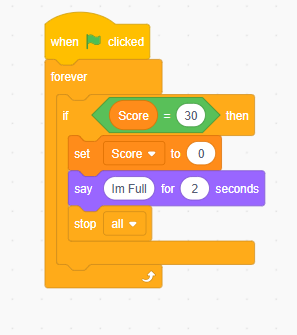 when clicked
forever
if Score = 30 then
set Score to 0
say Im Full for 2 seconds
stop all